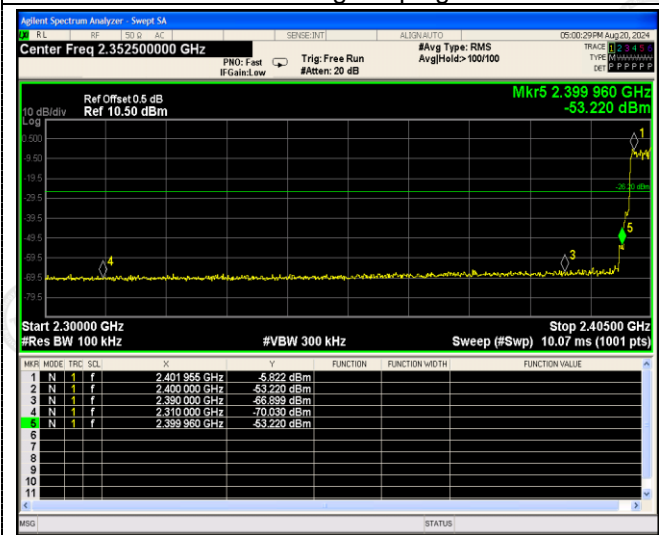 Agilent Spectrum Analyzer - Swept SA
RL RF 50 Ω AC SENSE:INT ALIGNAUTO 05:00:29PM Aug 20, 2024
Center Freq 2.352500000 GHz #Avg Type: RMS TRACE 1 2 3 4 5 6
PNO: Fast Trig: Free Run Avg|Hold:>100/100 TYPE M
IFGain:Low #Atten: 20 dB DET P P P P P P
Mkr5 2.399 960 GHz
Ref Offset 0.5 dB
10 dB/div Ref 10.50 dBm -53.220 dBm
Log
1
0.500
-9.50
-19.5
-26.20 dBm
-29.5
-39.5
5
-49.5
4 3
-59.5
-69.5
-79.5
Start 2.30000 GHz Stop 2.40500 GHz
#Res BW 100 kHz #VBW 300 kHz Sweep (#Swp) 10.07 ms (1001 pts)
MKR MODE TRC SCL X Y FUNCTION FUNCTION WIDTH FUNCTION VALUE
1 N 1 f 2.401 955 GHz -5.822 dBm
2 N 1 f 2.400 000 GHz -53.220 dBm
3 N 1 f 2.390 000 GHz -66.899 dBm
4 N 1 f 2.310 000 GHz -70.030 dBm
5 N 1 f 2.399 960 GHz -53.220 dBm
6
7
8
9
10
11
MSG STATUS